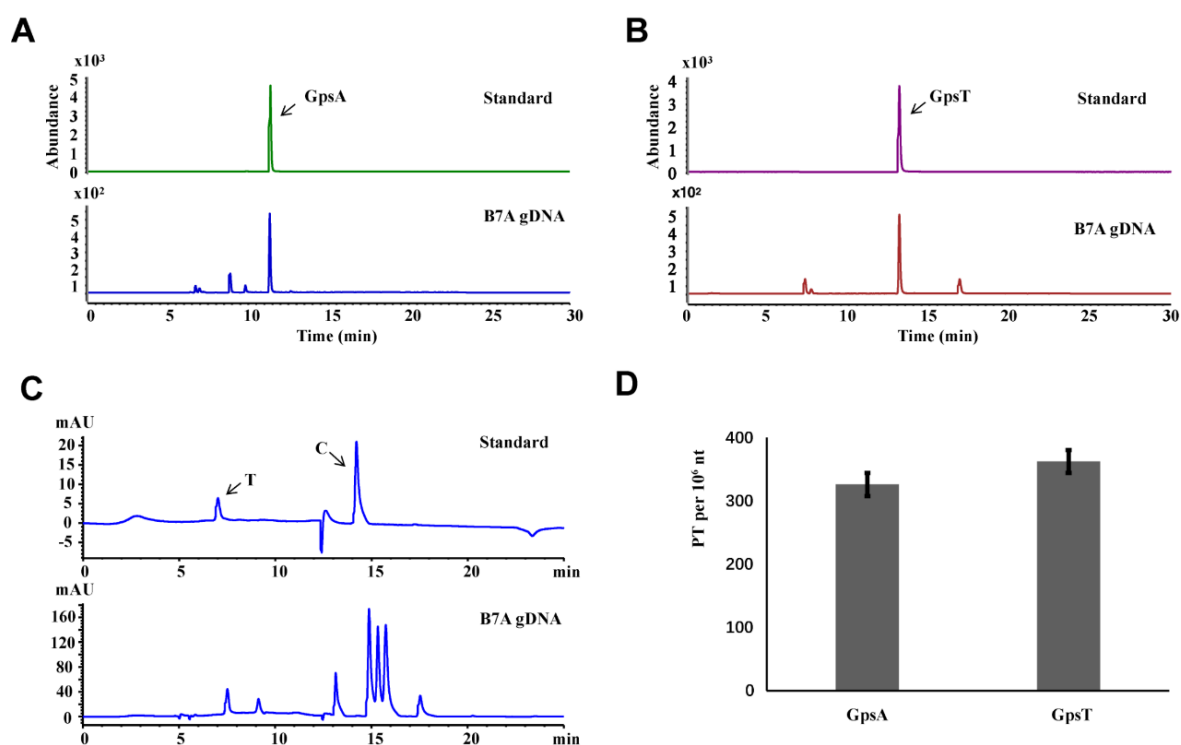 A
x10³
Abundance
5
4
3
2
1
0
GpsA
Standard
x10²
5
4
3
2
1
B7A gDNA
0 5 10 15 20 25 30
Time (min)
B
x10³
Abundance
4
3
2
1
0
GpsT
Standard
x10²
5
4
3
2
1
B7A gDNA
0 5 10 15 20 25 30
Time (min)
C
mAU
20
15
10
5
0
-5
T
C
Standard
0 5 10 15 20 min
mAU
160
120
80
40
0
B7A gDNA
0 5 10 15 20 min
D
PT per 10⁶ nt
400
300
200
100
0
GpsA GpsT